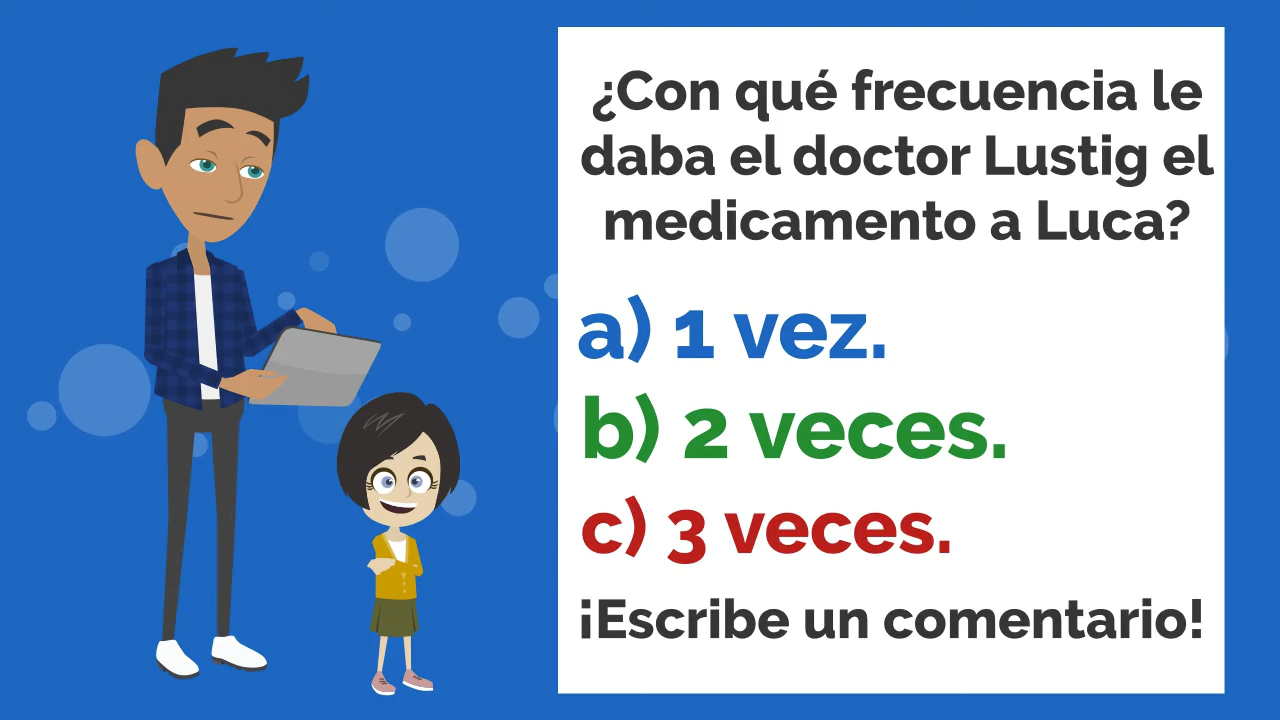 ¿Con qué frecuencia le
daba el doctor Lustig el
medicamento a Luca?
a) 1 vez.
b) 2 veces.
c) 3 veces.
¡Escribe un comentario!